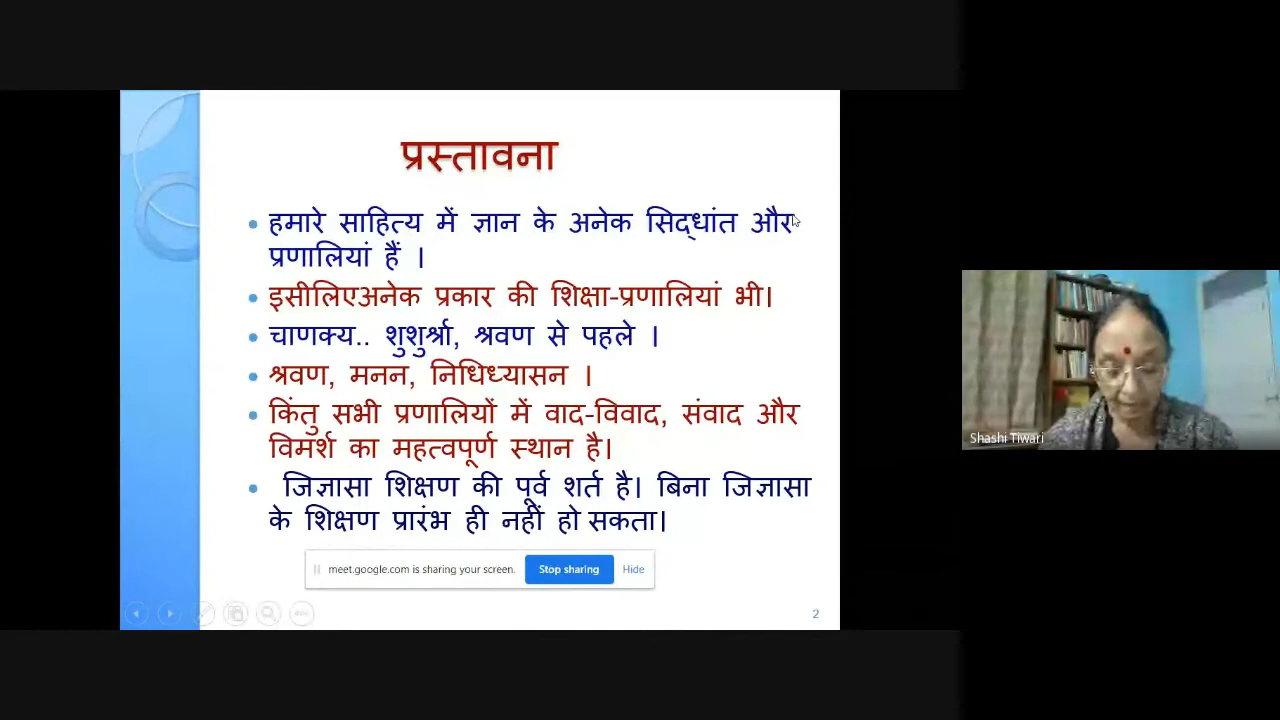 प्रस्तावना
हमारे साहित्य में ज्ञान के अनेक सिद्धांत और
प्रणालियां हैं ।
इसीलिएअनेक प्रकार की शिक्षा-प्रणालियां भी।
चाणक्य.. शुशुर्श्रा, श्रवण से पहले ।
श्रवण, मनन, निधिध्यासन ।
किंतु सभी प्रणालियों में वाद-विवाद, संवाद और
विमर्श का महत्वपूर्ण स्थान है।
जिज्ञासा शिक्षण की पूर्व शर्त है। बिना जिज्ञासा
के शिक्षण प्रारंभ ही नहीं हो सकता।
meet.google.com is sharing your screen. Stop sharing Hide
2
Shashi Tiwari